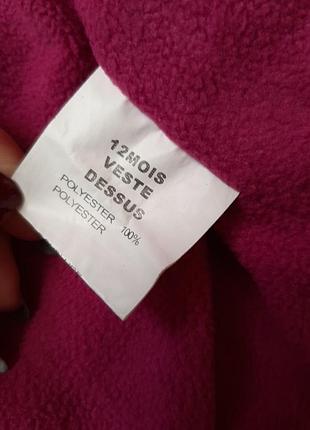 12MOIS
VESTE
DESSUS
POLYESTER 100%
POLYESTER